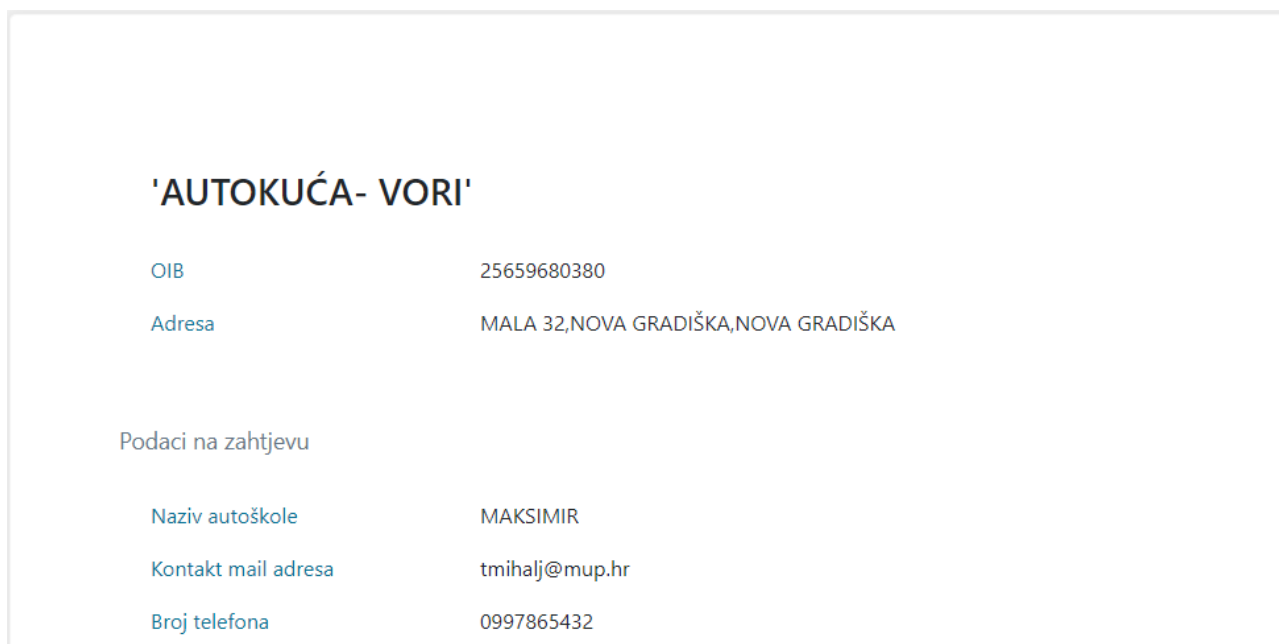 'AUTOKUĆA- VORI'
OIB 25659680380
Adresa MALA 32,NOVA GRADIŠKA,NOVA GRADIŠKA
Podaci na zahtjevu
Naziv autoškole MAKSIMIR
Kontakt mail adresa tmihalj@mup.hr
Broj telefona 0997865432